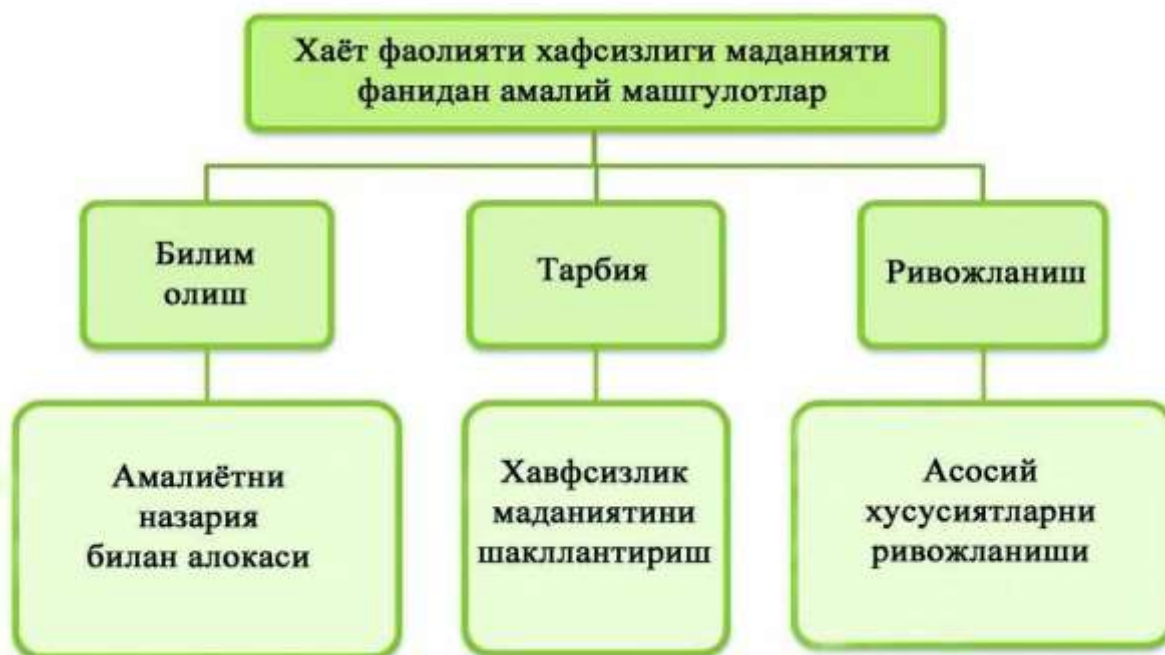 Хаёт фаолияти хафсизлиги маданияти
фанидан амалий машгулотлар
Билим
олиш
Тарбия
Ривожланиш
Амалиётни
назария
билан алокаси
Хавфсизлик
маданиятини
шакллантириш
Асосий
хусусиятларни
ривожланиши